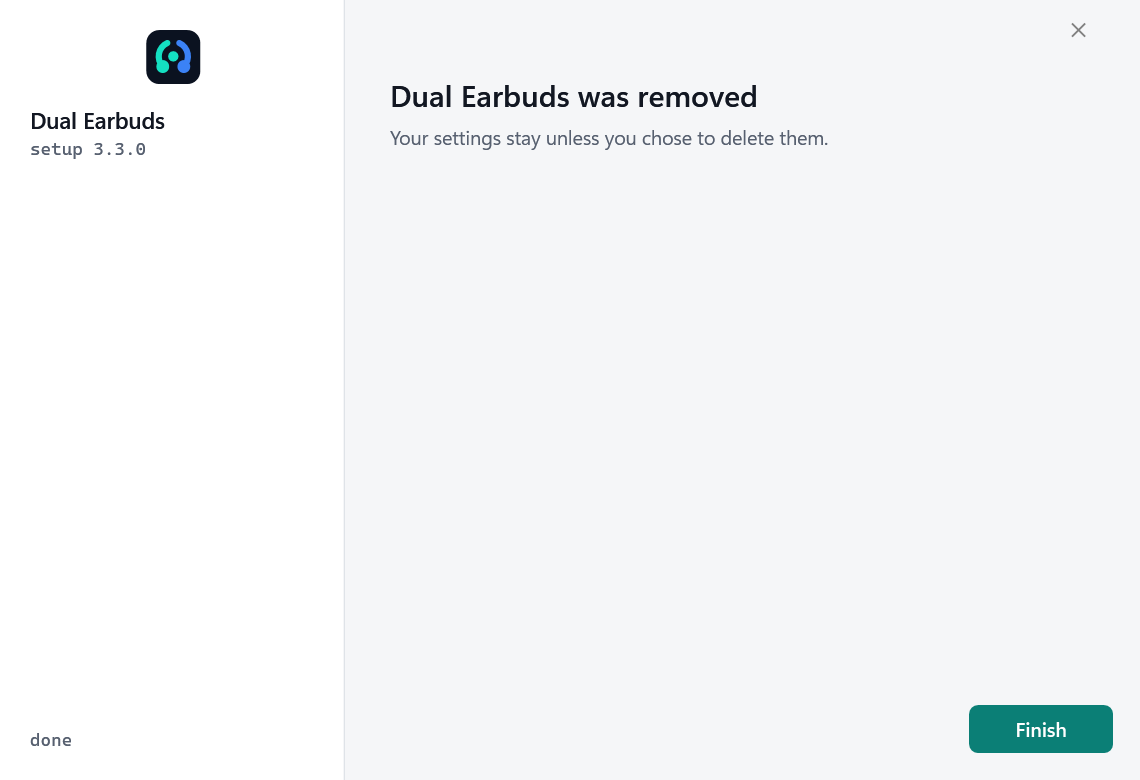 Dual Earbuds
setup 3.3.0
Dual Earbuds was removed
Your settings stay unless you chose to delete them.
done
Finish